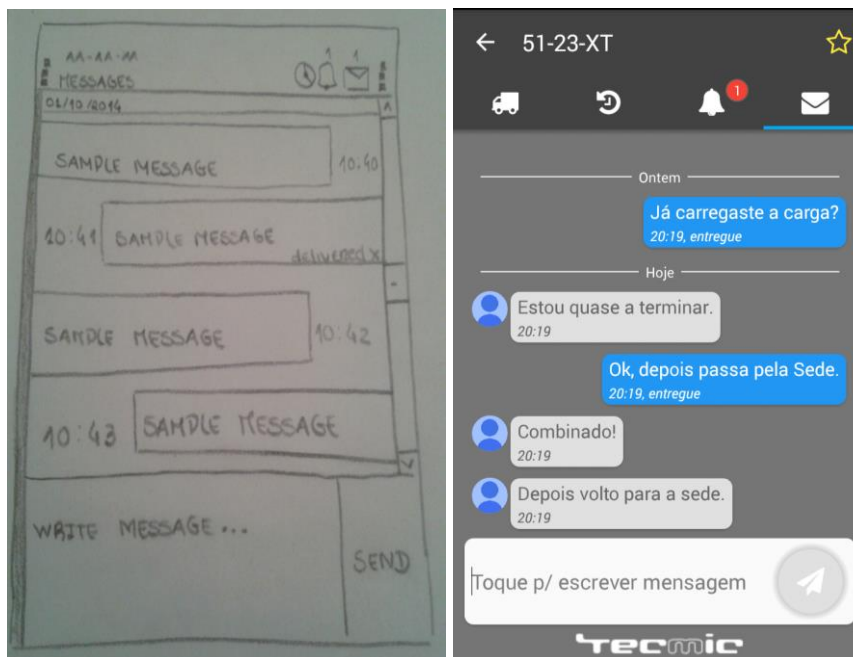 AA-AA-AA
1 1
MESSAGES
01/10/2014
SAMPLE MESSAGE 10:40
10:41 SAMPLE MESSAGE
delivered x
SAMPLE MESSAGE 10:42
10:43 SAMPLE MESSAGE
WRITE MESSAGE...
SEND
51-23-XT
1
Ontem
Já carregaste a carga?
20:19, entregue
Hoje
Estou quase a terminar.
20:19
Ok, depois passa pela Sede.
20:19, entregue
Combinado!
20:19
Depois volto para a sede.
20:19
Toque p/ escrever mensagem
Tecmic